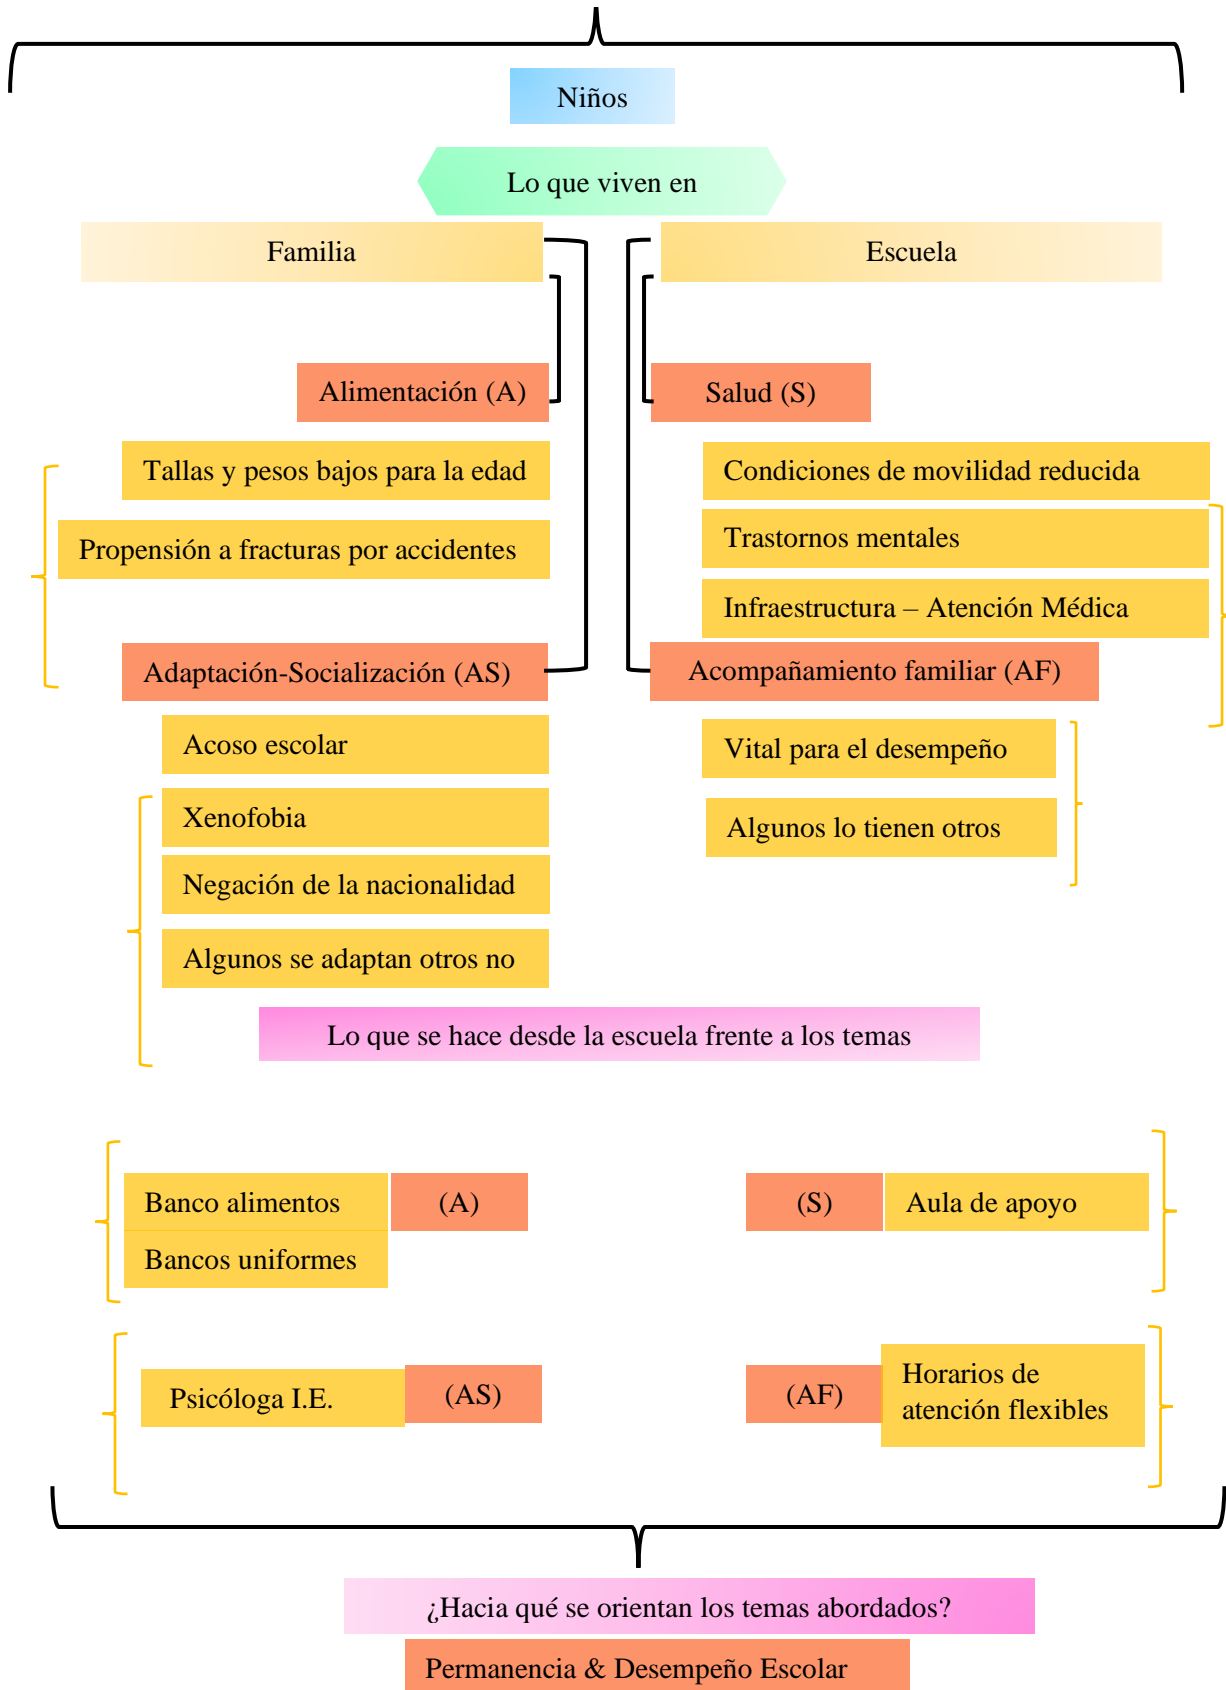 Niños
Lo que viven en
Familia
Escuela
Alimentación (A)
Salud (S)
Tallas y pesos bajos para la edad
Condiciones de movilidad reducida
Propensión a fracturas por accidentes
Trastornos mentales
Infraestructura – Atención Médica
Adaptación-Socialización (AS)
Acompañamiento familiar (AF)
Acoso escolar
Vital para el desempeño
Xenofobia
Algunos lo tienen otros
Negación de la nacionalidad
Algunos se adaptan otros no
Lo que se hace desde la escuela frente a los temas
Banco alimentos
(A)
(S)
Aula de apoyo
Bancos uniformes
Psicóloga I.E.
(AS)
(AF)
Horarios de
atención flexibles
¿Hacia qué se orientan los temas abordados?
Permanencia & Desempeño Escolar